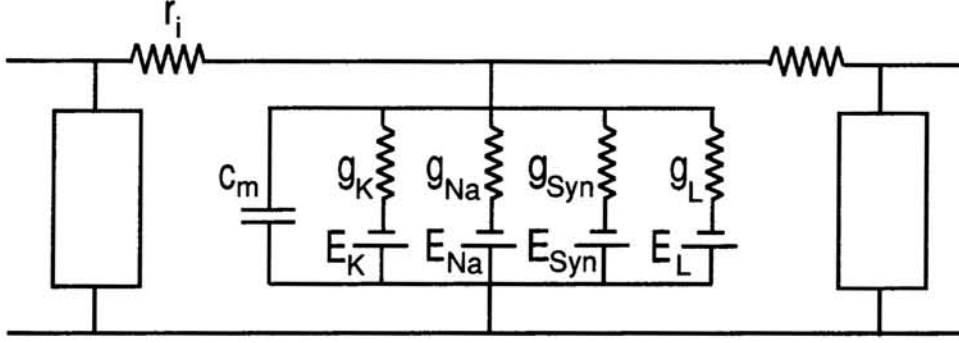 r_i
c_m g_K g_Na g_Syn g_L
E_K E_Na E_Syn E_L